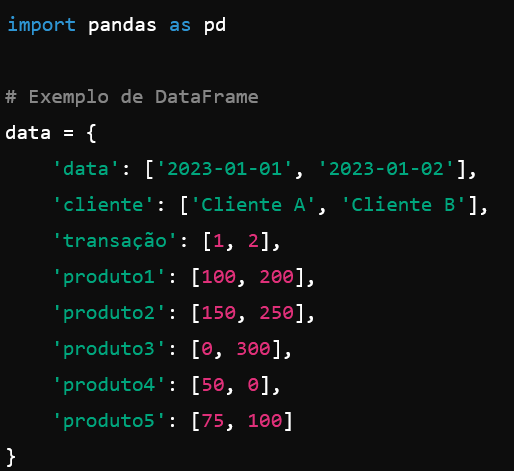 import pandas as pd
# Exemplo de DataFrame
data = {
    'data': ['2023-01-01', '2023-01-02'],
    'cliente': ['Cliente A', 'Cliente B'],
    'transação': [1, 2],
    'produto1': [100, 200],
    'produto2': [150, 250],
    'produto3': [0, 300],
    'produto4': [50, 0],
    'produto5': [75, 100]
}